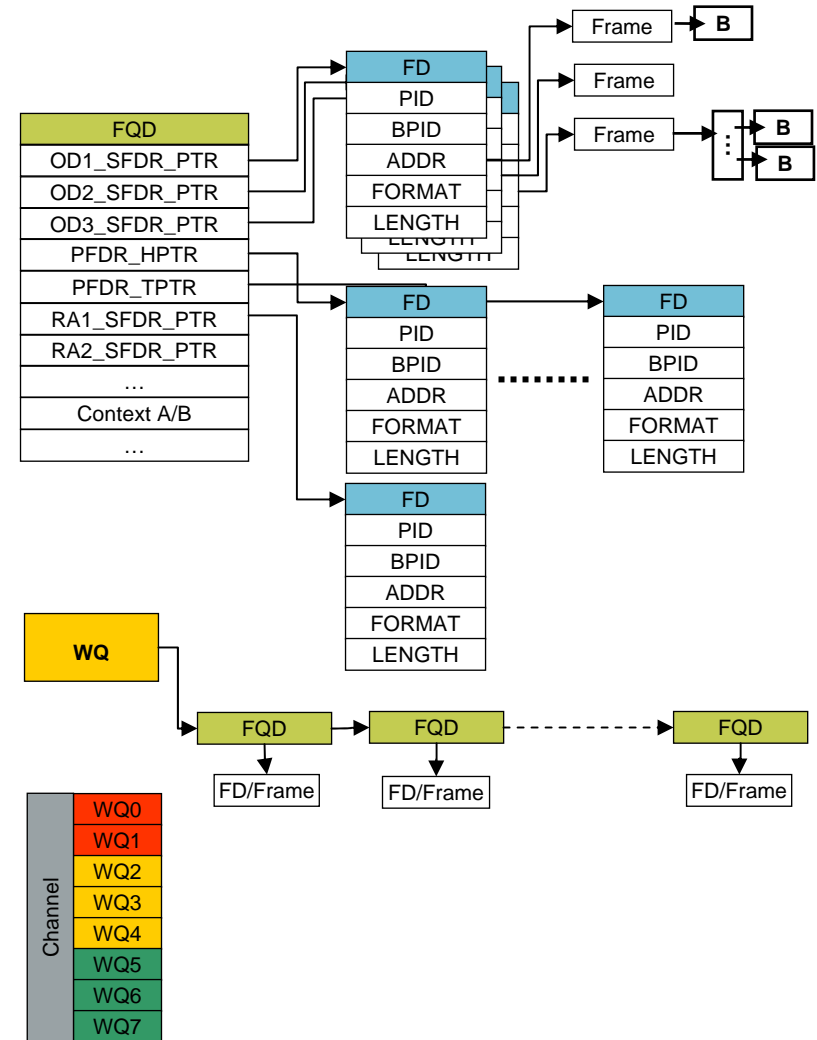 Frame
B
FD
PID
BPID
ADDR
FORMAT
LENGTH
LENGTH
LENGTH
Frame
Frame
...
B
B
FQD
OD1_SFDR_PTR
OD2_SFDR_PTR
OD3_SFDR_PTR
PFDR_HPTR
PFDR_TPTR
RA1_SFDR_PTR
RA2_SFDR_PTR
…
Context A/B
…
FD
PID
BPID
ADDR
FORMAT
LENGTH
FD
PID
BPID
ADDR
FORMAT
LENGTH
FD
PID
BPID
ADDR
FORMAT
LENGTH
WQ
FQD
FQD
FQD
FD/Frame
FD/Frame
FD/Frame
Channel
WQ0
WQ1
WQ2
WQ3
WQ4
WQ5
WQ6
WQ7